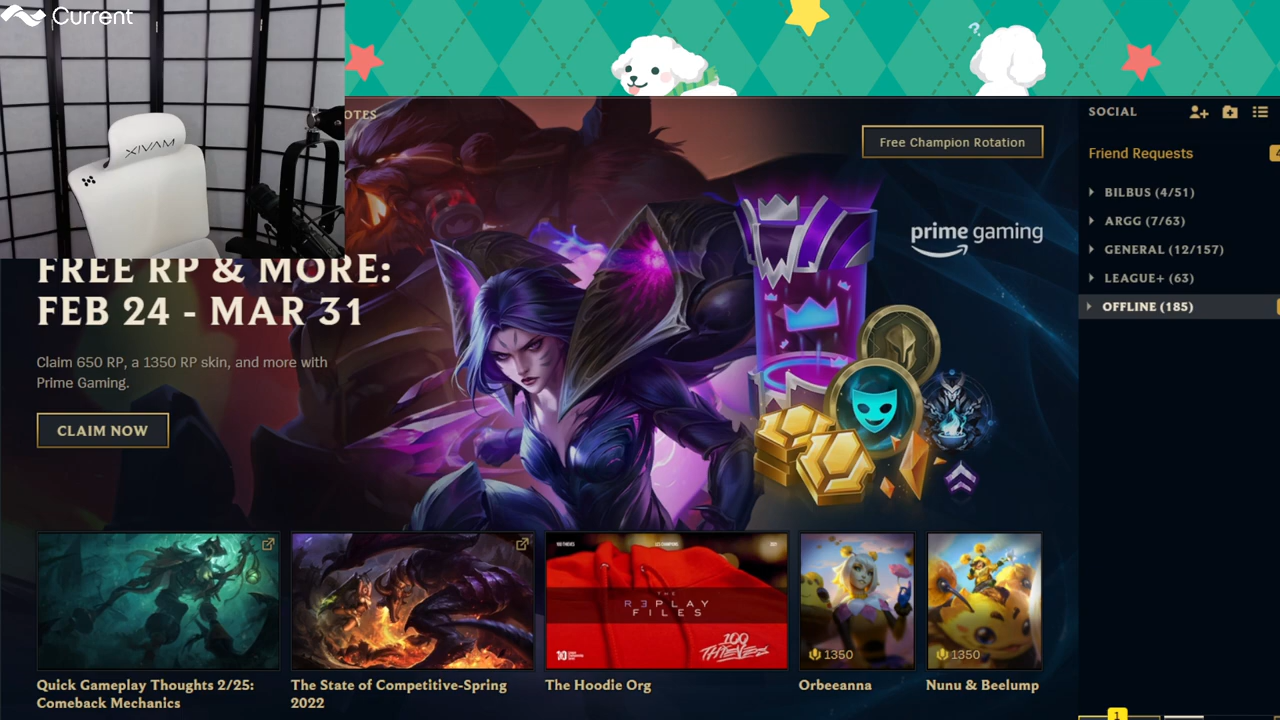 Current
XIVAM
OTES
Free Champion Rotation
prime gaming
FREE RP & MORE:
FEB 24 - MAR 31
Claim 650 RP, a 1350 RP skin, and more with
Prime Gaming.
CLAIM NOW
SOCIAL
Friend Requests
4
BILBUS (4/51)
ARGG (7/63)
GENERAL (12/157)
LEAGUE+ (63)
OFFLINE (185)
?
THE
R3PLAY
FILES
100
THIEVES
1350
1350
Quick Gameplay Thoughts 2/25:
Comeback Mechanics
The State of Competitive-Spring
2022
The Hoodie Org
Orbeeanna
Nunu & Beelump
1